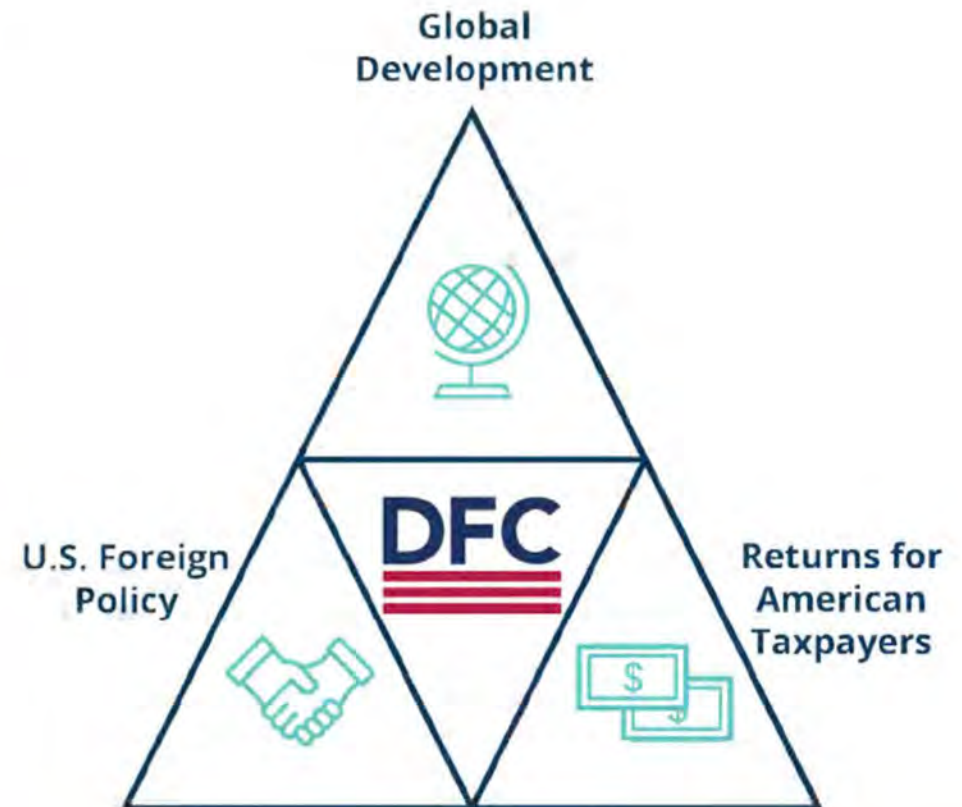 Global
Development
DFC
U.S. Foreign
Policy
Returns for
American
Taxpayers
$
$